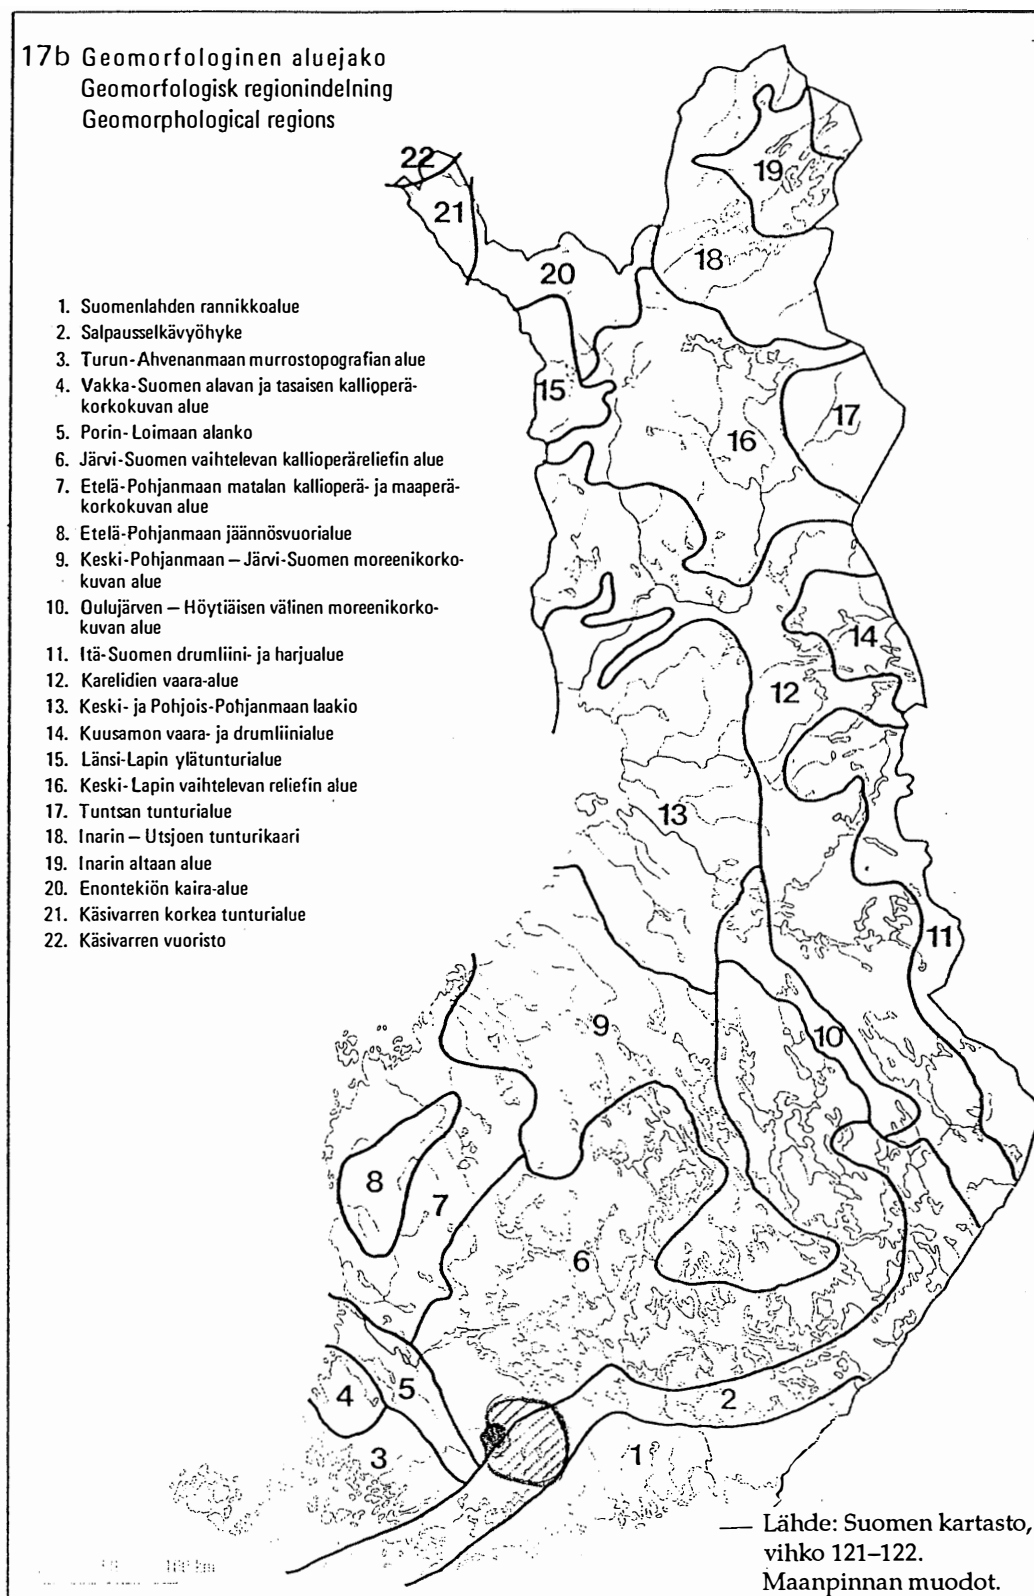 17b Geomorfologinen aluejako
Geomorfologisk regionindelning
Geomorphological regions
1. Suomenlahden rannikkoalue
2. Salpausselkävyöhyke
3. Turun-Ahvenanmaan murrostopografian alue
4. Vakka-Suomen alavan ja tasaisen kallioperä-
korkokuvan alue
5. Porin-Loimaan alanko
6. Järvi-Suomen vaihtelevan kallioperäreliefin alue
7. Etelä-Pohjanmaan matalan kallioperä- ja maaperä-
korkokuvan alue
8. Etelä-Pohjanmaan jäännösvuorialue
9. Keski-Pohjanmaan – Järvi-Suomen moreenikorko-
kuvan alue
10. Oulujärven – Höytiäisen välinen moreenikorko-
kuvan alue
11. Itä-Suomen drumliini- ja harjualue
12. Karelidien vaara-alue
13. Keski- ja Pohjois-Pohjanmaan laakio
14. Kuusamon vaara- ja drumliinialue
15. Länsi-Lapin ylätunturialue
16. Keski-Lapin vaihtelevan reliefin alue
17. Tuntsan tunturialue
18. Inarin – Utsjoen tunturikaari
19. Inarin altaan alue
20. Enontekiön kaira-alue
21. Käsivarren korkea tunturialue
22. Käsivarren vuoristo
22
19
21
18
20
15
17
16
14
12
13
11
9
10
8
7
6
4
5
2
3
1
100 km
— Lähde: Suomen kartasto,
vihko 121–122.
Maanpinnan muodot.